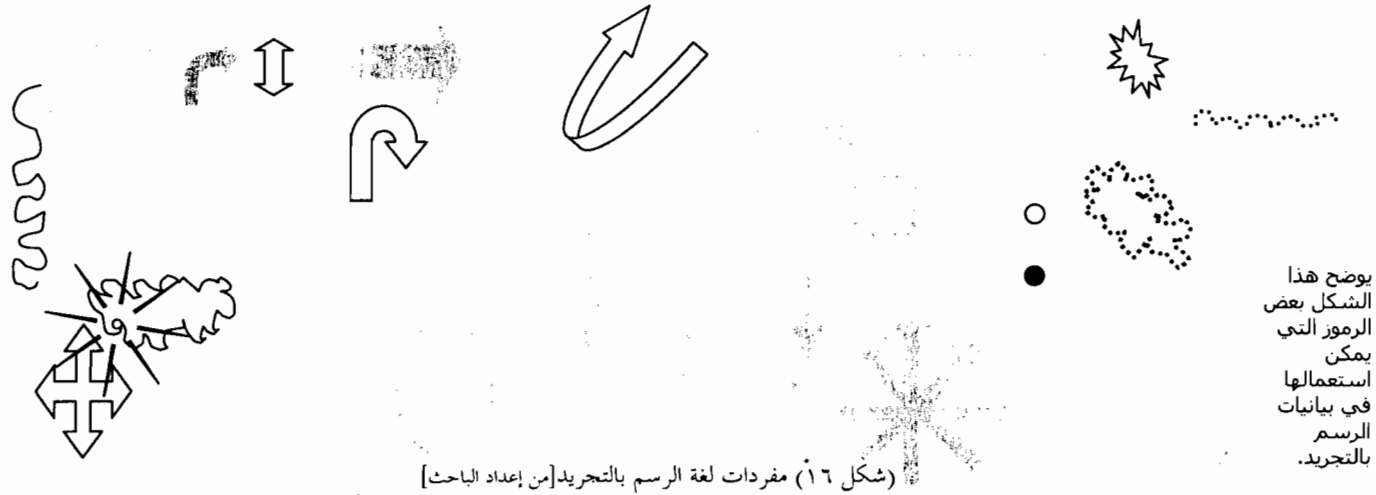 يوضح هذا
الشكل بعض
الرموز التي
يمكن
استعمالها
في بيانيات
الرسم
بالتجريد.
(شكل ١٦) مفردات لغة الرسم بالتجريد[من إعداد الباحث]